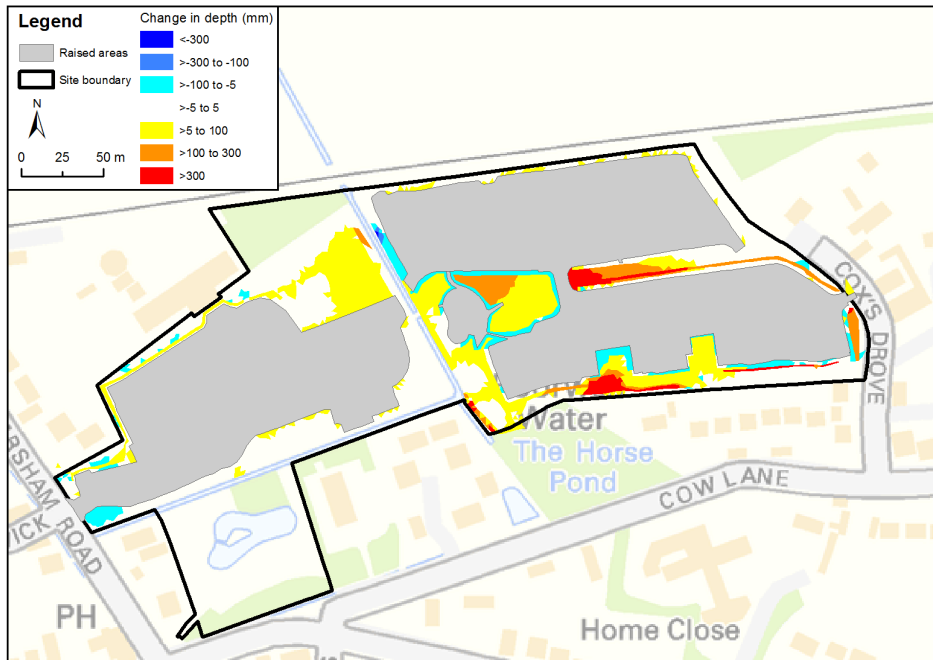 Legend
Raised areas
Site boundary
N
0 25 50 m
Change in depth (mm)
<-300
>-300 to -100
>-100 to -5
>-5 to 5
>5 to 100
>100 to 300
>300
COX'S DROVE
Water
The Horse
Pond
COW LANE
RSHAM ROAD
ICK
PH
Home Close